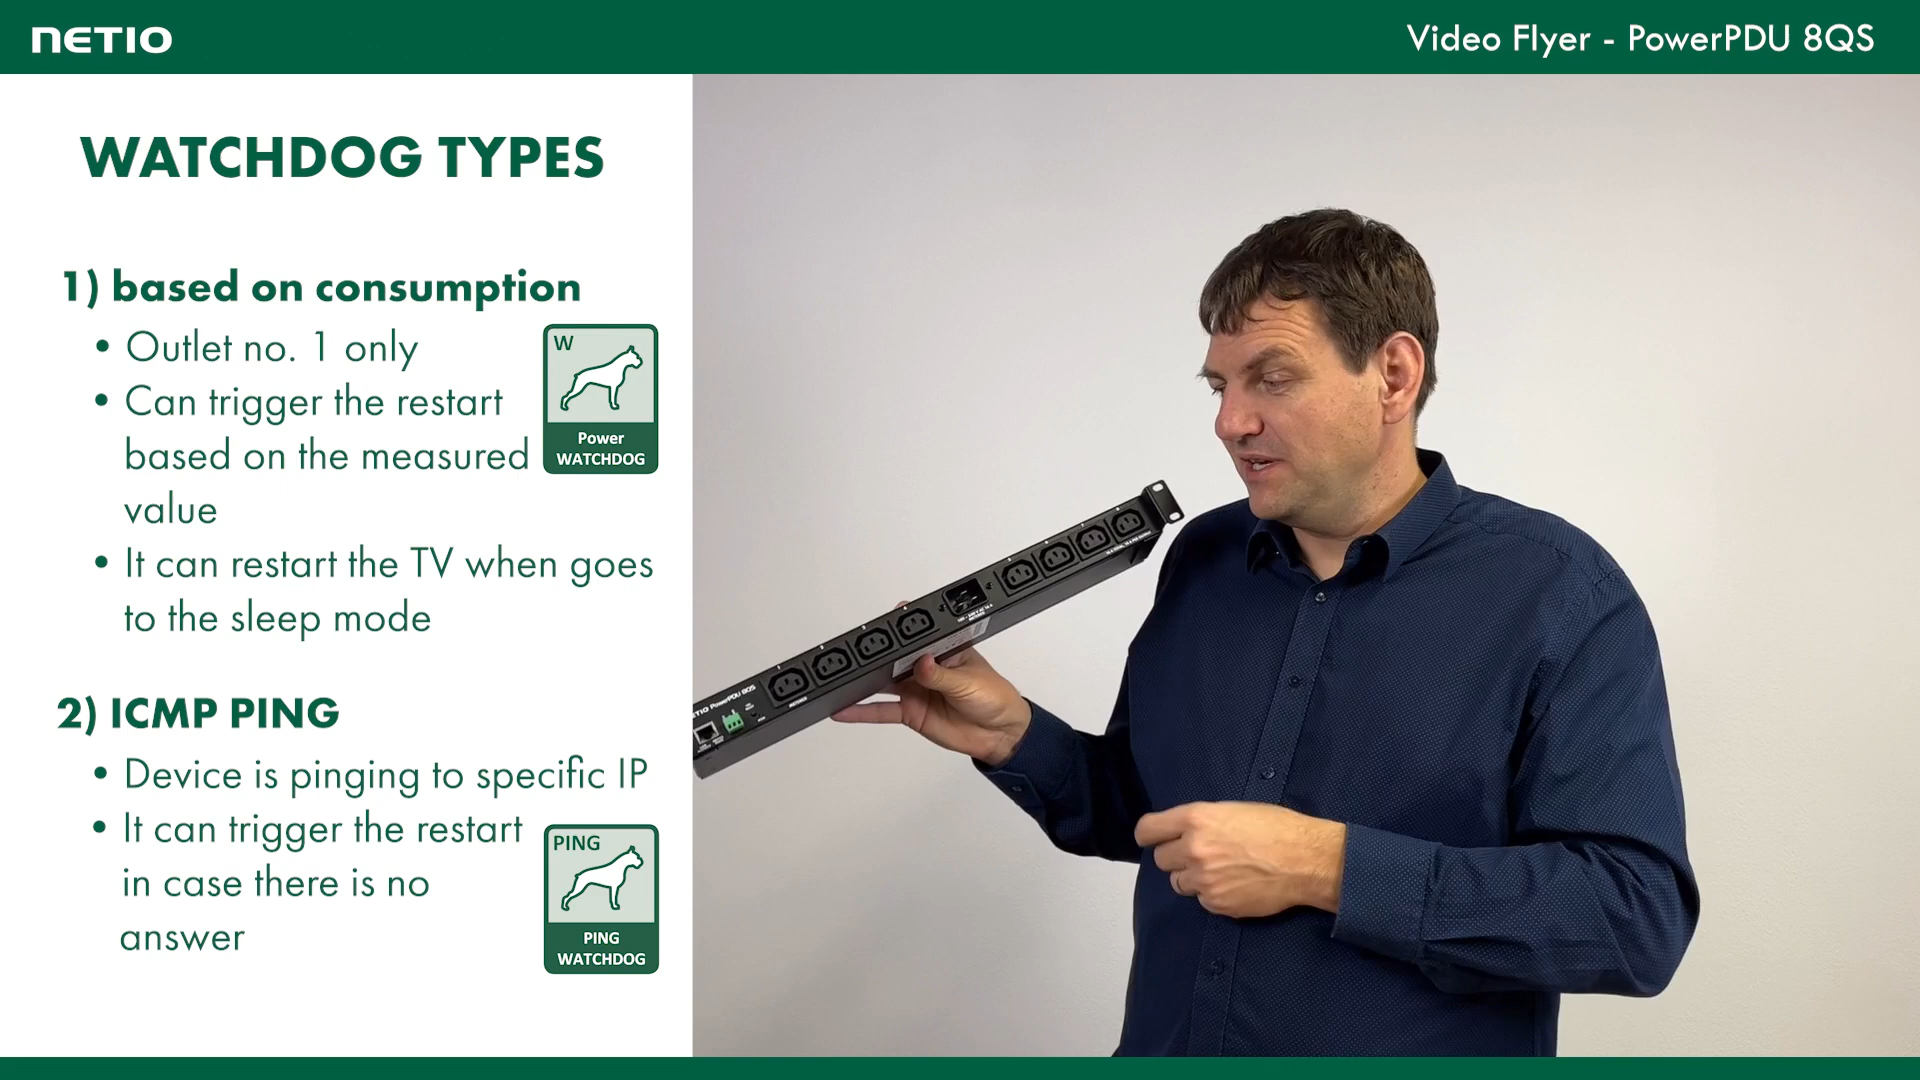 NETIO
Video Flyer - PowerPDU 8QS
WATCHDOG TYPES
1) based on consumption
• Outlet no. 1 only
• Can trigger the restart
based on the measured
value
• It can restart the TV when goes
to the sleep mode
W
Power
WATCHDOG
2) ICMP PING
• Device is pinging to specific IP
• It can trigger the restart
in case there is no
answer
PING
PING
WATCHDOG
NETIO PowerPDU 8QS